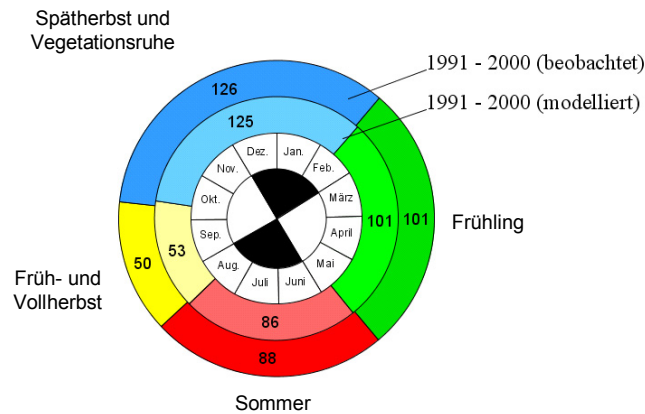 Spätherbst und
Vegetationsruhe
1991 - 2000 (beobachtet)
1991 - 2000 (modelliert)
126
125
Dez.
Jan.
Nov.
Feb.
Okt.
März
Sep.
April
Aug.
Mai
Juli
Juni
101
101
Frühling
53
50
Früh- und
Vollherbst
86
88
Sommer